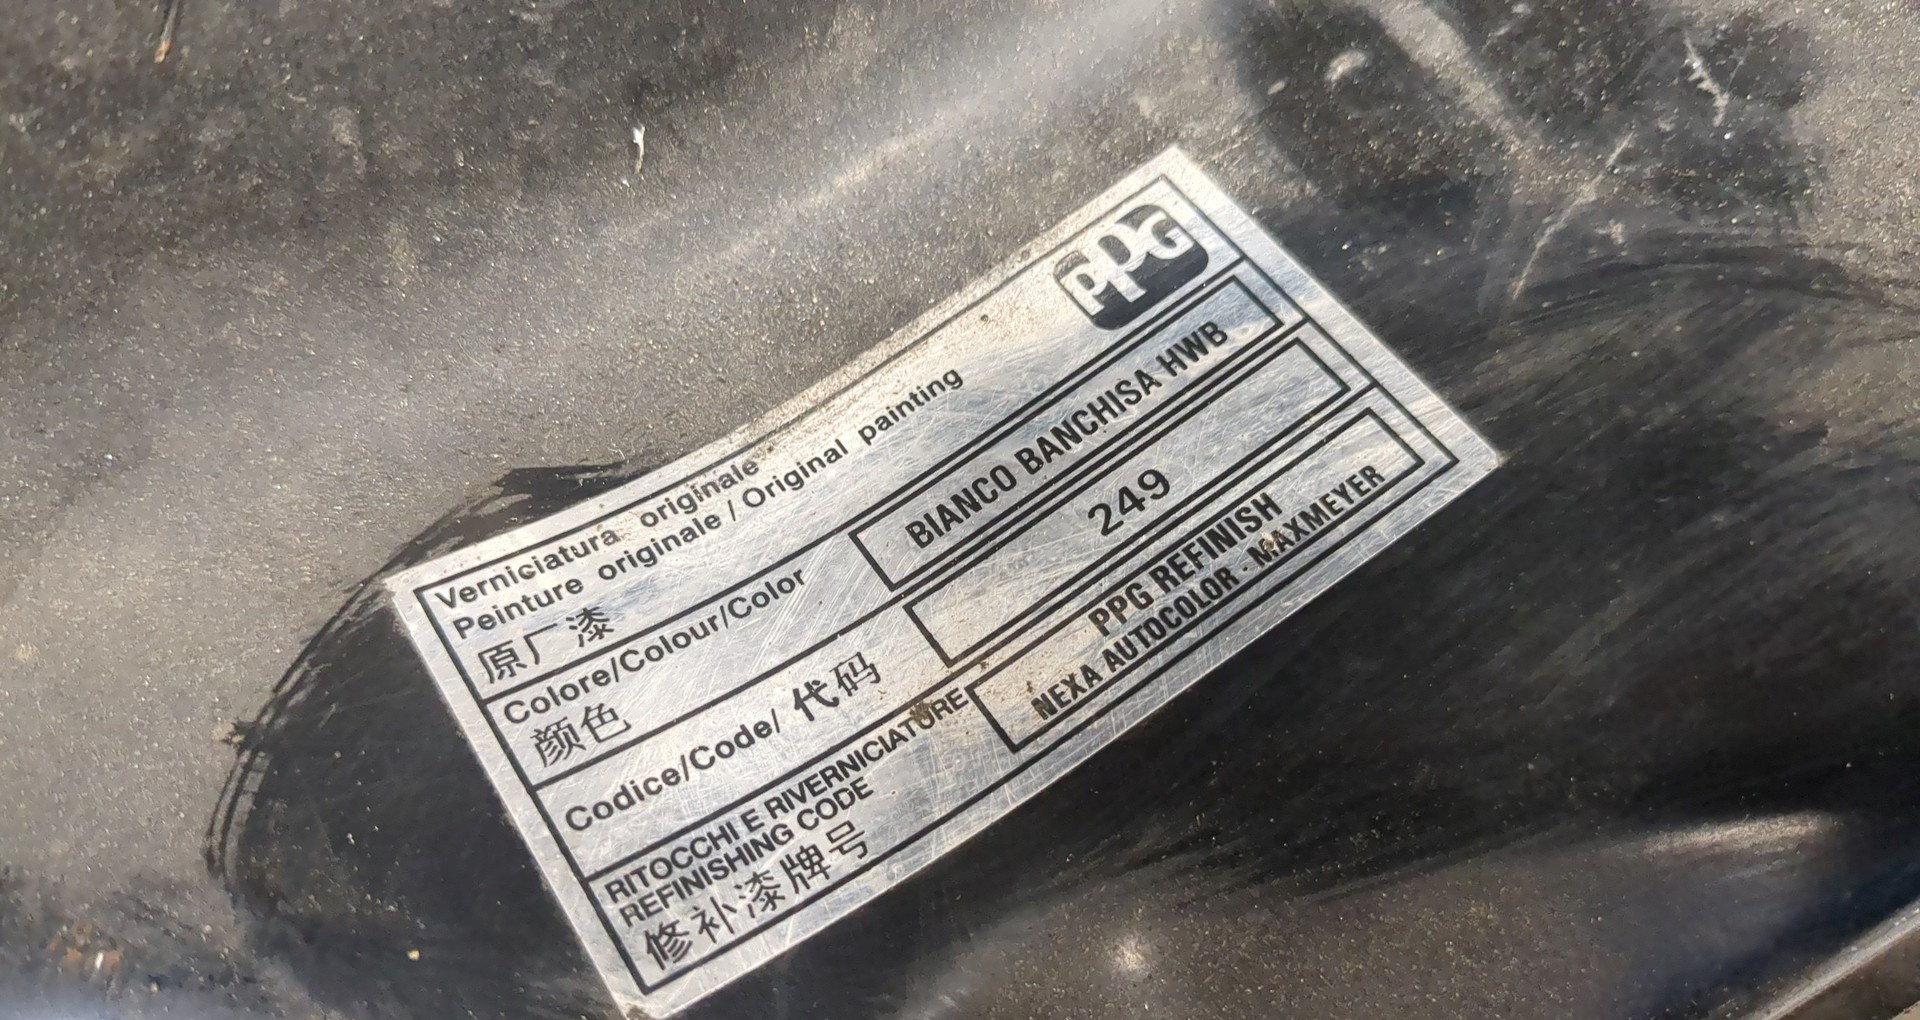 PPG
Verniciatura originale
Peinture originale / Original painting
原厂漆
Colore/Colour/Color
颜色
BIANCO BANCHISA HWB
Codice/Code/ 代码
249
RITOCCHI E RIVERNICIATURE
REFINISHING CODE
修补漆牌号
PPG REFINISH
NEXA AUTOCOLOR - MAXMEYER